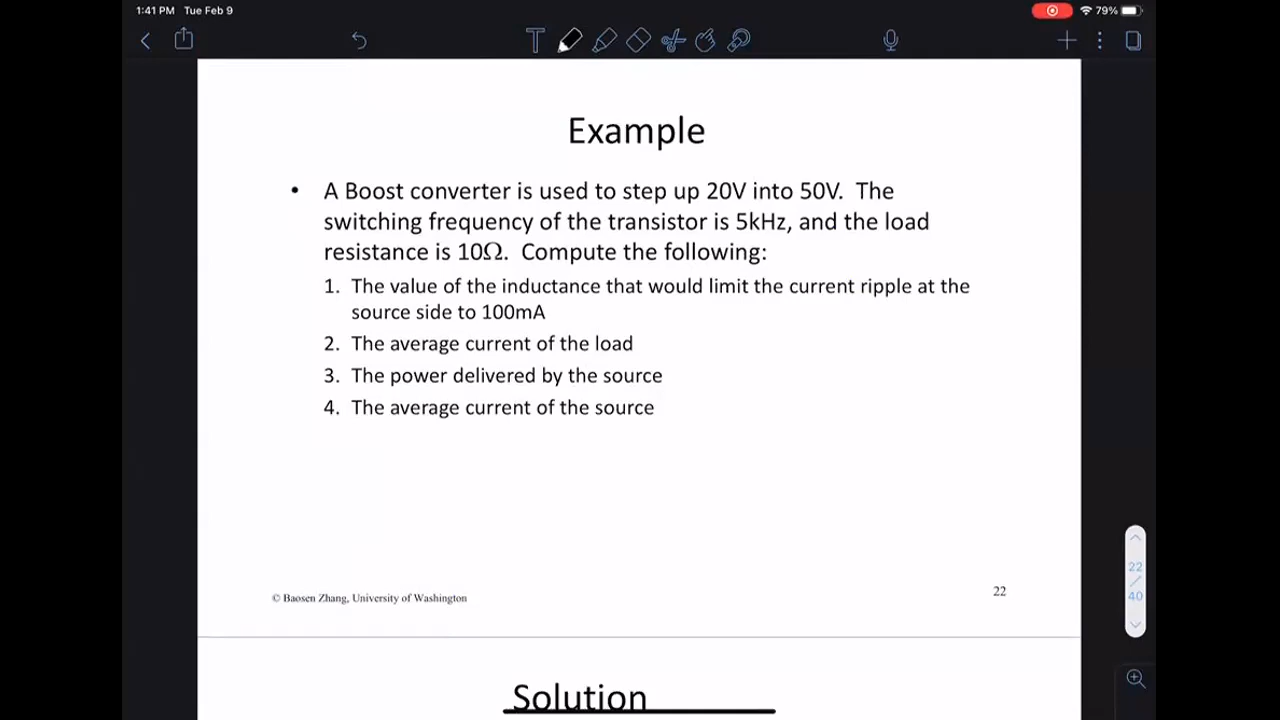 1:41 PM Tue Feb 9
79%
T
Example
• A Boost converter is used to step up 20V into 50V. The
switching frequency of the transistor is 5kHz, and the load
resistance is 10Ω. Compute the following:
1. The value of the inductance that would limit the current ripple at the
source side to 100mA
2. The average current of the load
3. The power delivered by the source
4. The average current of the source
© Baosen Zhang, University of Washington
22
22
/
40
Solution